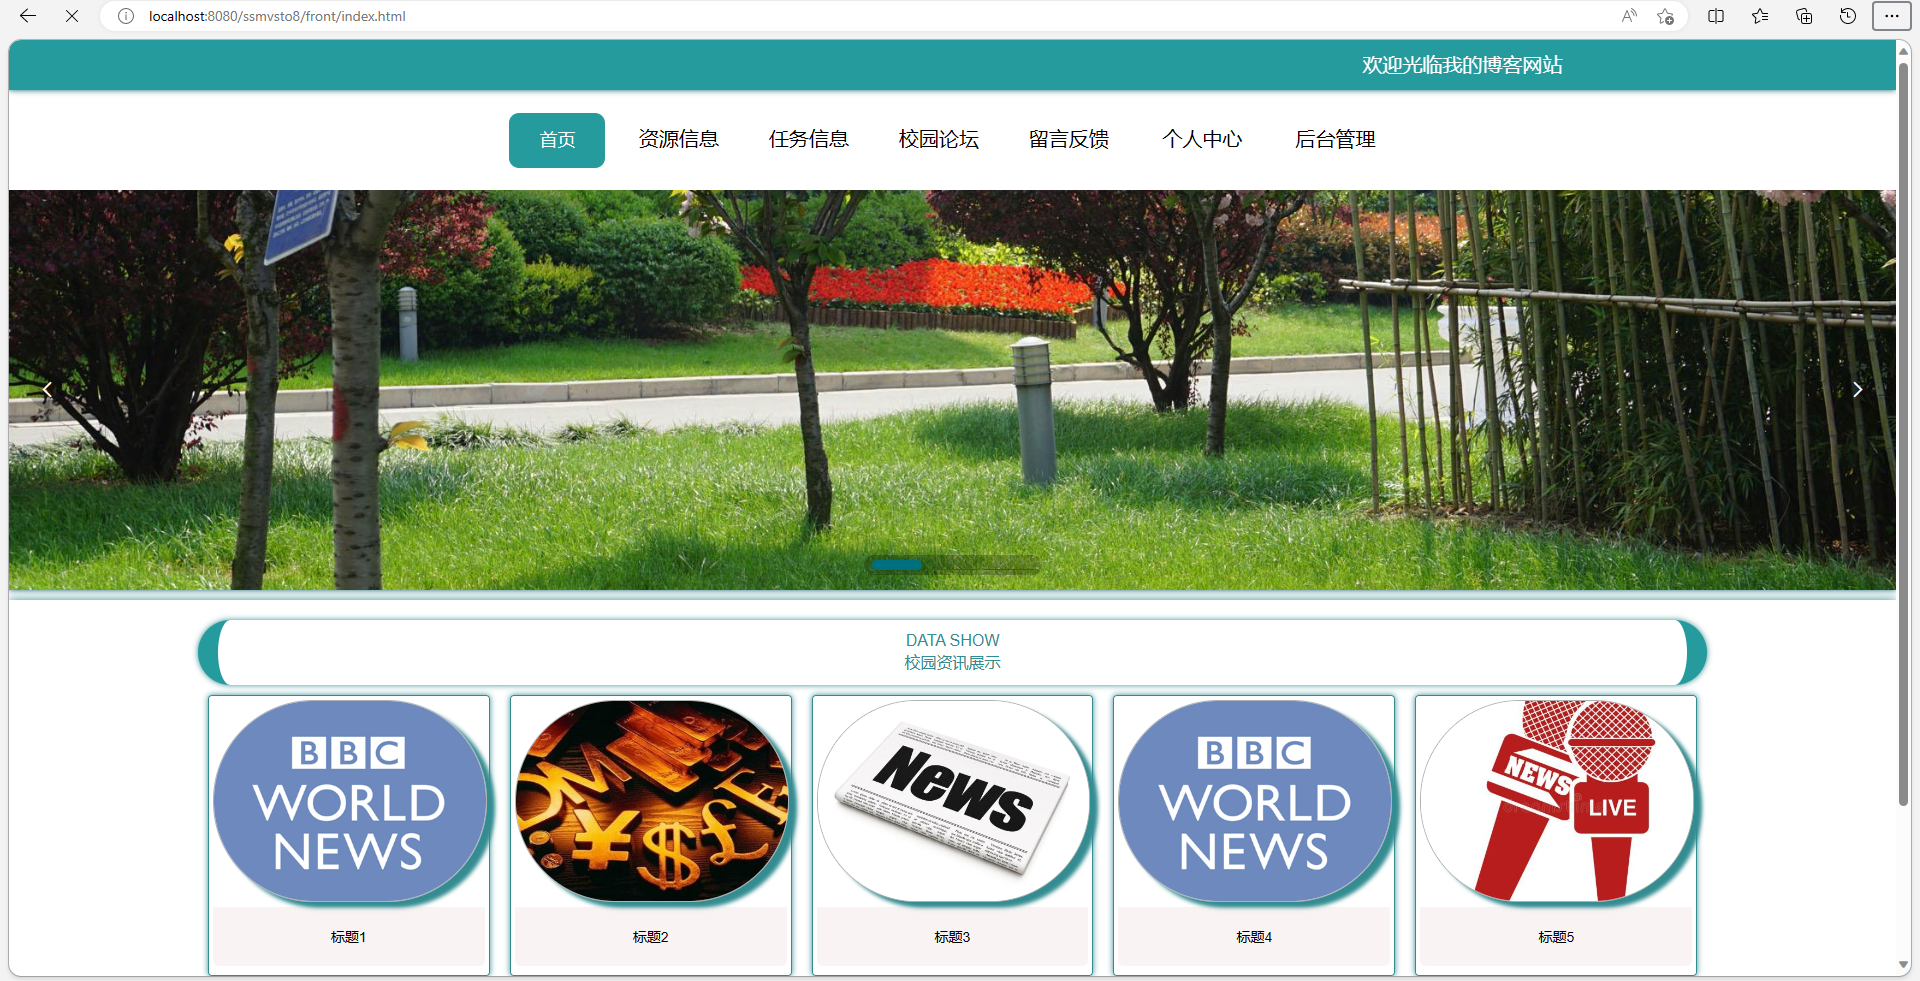 localhost:8080/ssmvsto8/front/index.html
欢迎光临我的博客网站
首页
资源信息
任务信息
校园论坛
留言反馈
个人中心
后台管理
DATA SHOW
校园资讯展示
BBC
WORLD
NEWS
News
BBC
WORLD
NEWS
NEWS
LIVE
标题1
标题2
标题3
标题4
标题5